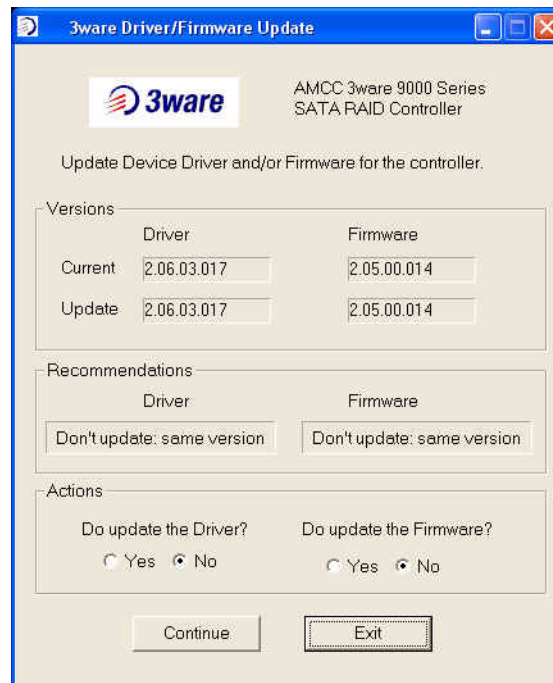 3ware Driver/Firmware Update
3ware
AMCC 3ware 9000 Series
SATA RAID Controller
Update Device Driver and/or Firmware for the controller.
Versions
Driver Firmware
Current 2.06.03.017 2.05.00.014
Update 2.06.03.017 2.05.00.014
Recommendations
Driver Firmware
Don't update: same version Don't update: same version
Actions
Do update the Driver? Do update the Firmware?
Yes No Yes No
Continue Exit